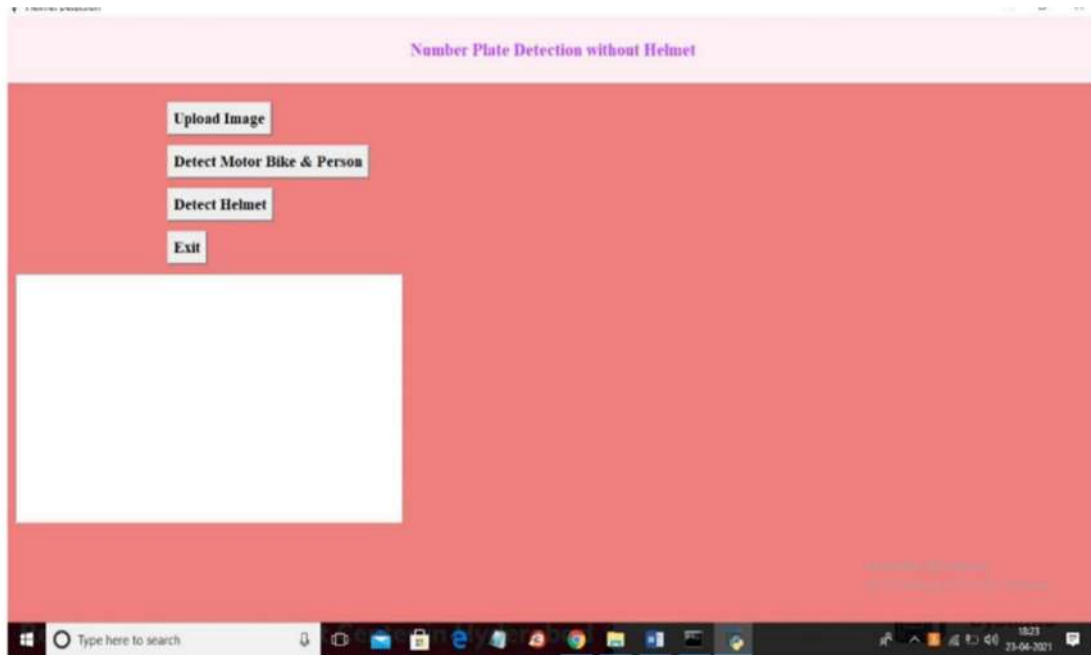 Number Plate Detection without Helmet
Upload Image
Detect Motor Bike & Person
Detect Helmet
Exit
Type here to search
18:23
23-04-2021